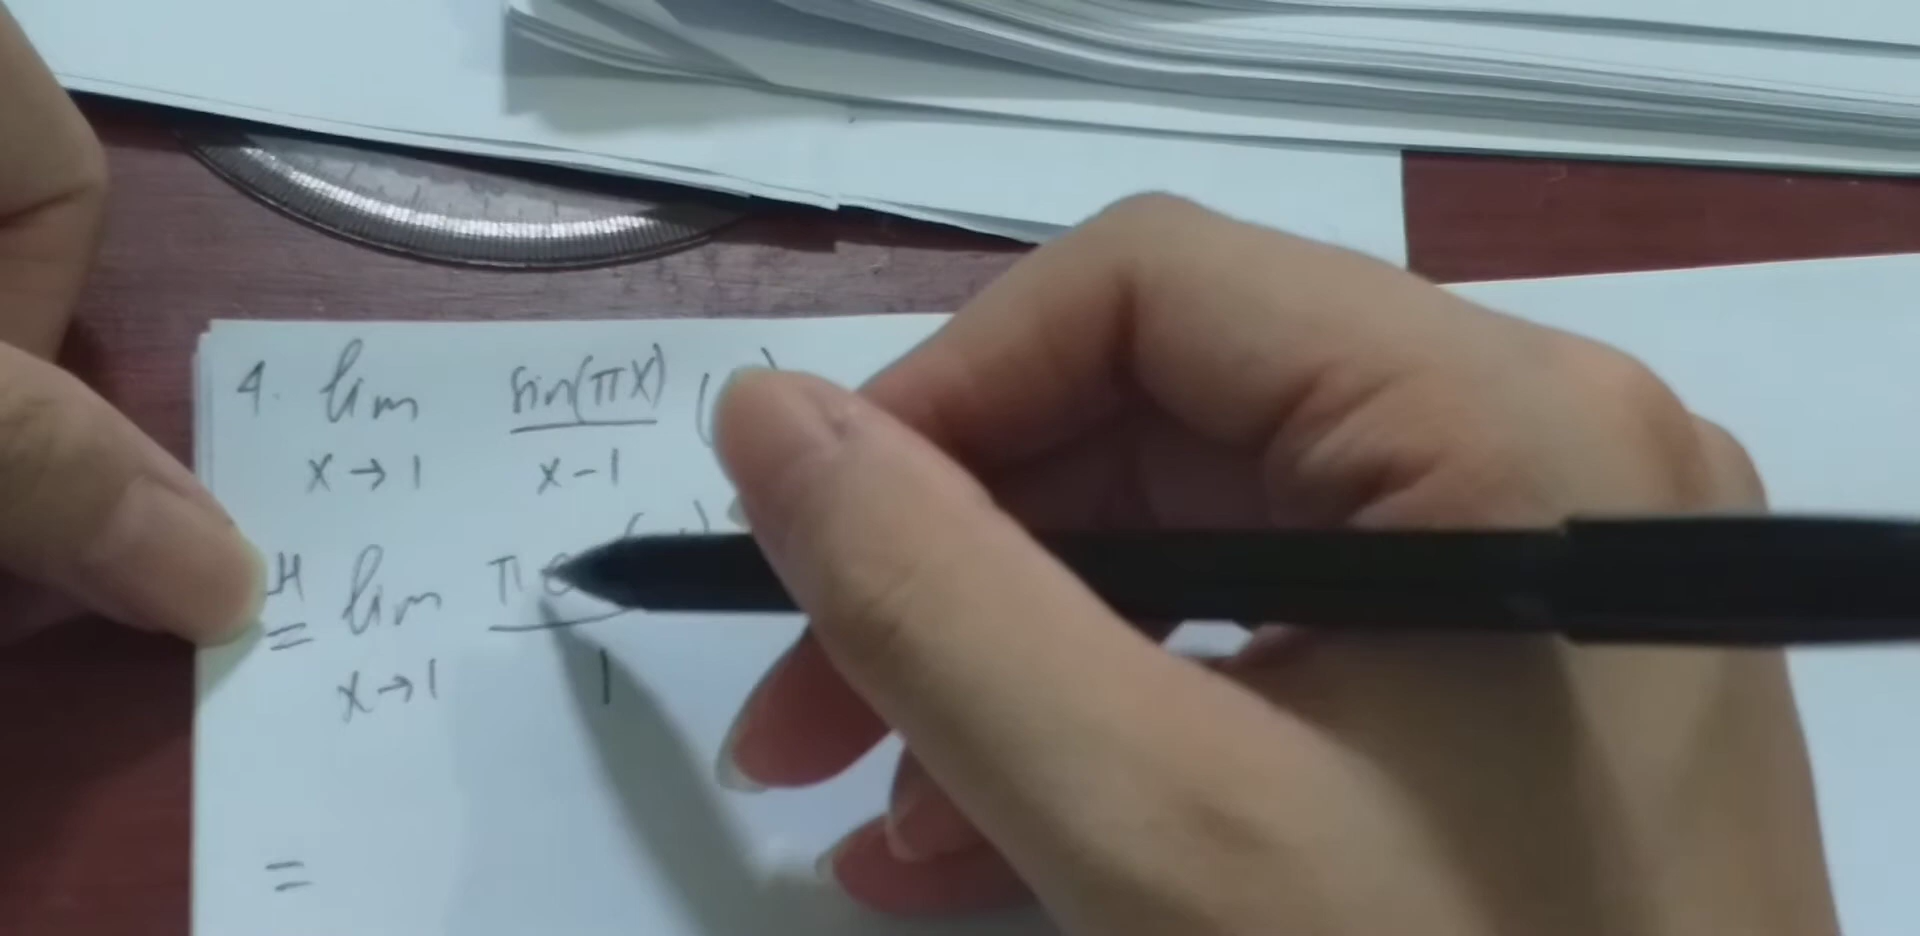 4. lim sin(πx) (
x→1 x-1
H lim π
= x→1 1
=